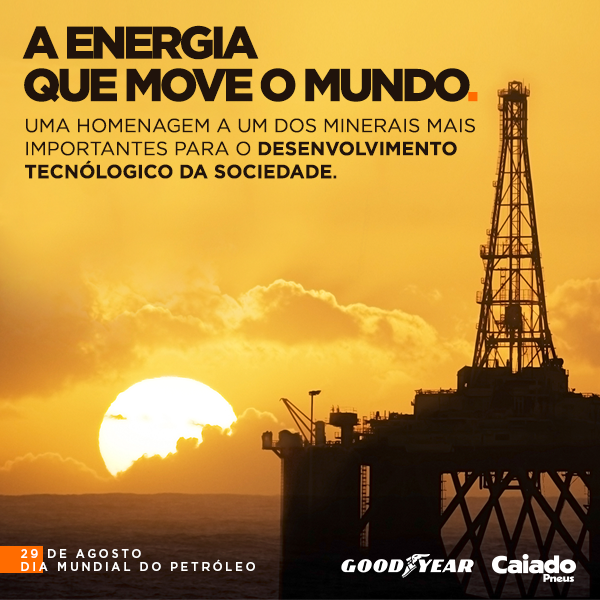 A ENERGIA
QUE MOVE O MUNDO.
UMA HOMENAGEM A UM DOS MINERAIS MAIS
IMPORTANTES PARA O DESENVOLVIMENTO
TECNÓLOGICO DA SOCIEDADE.
29 DE AGOSTO
DIA MUNDIAL DO PETRÓLEO
GOODYEAR
Caiado
Pneus